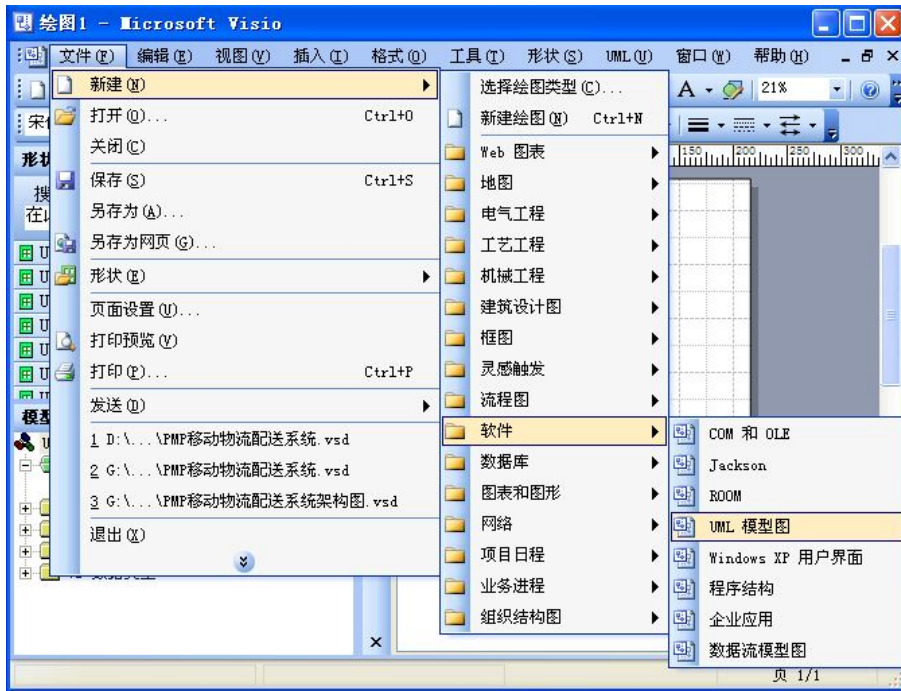 绘图1 - Microsoft Visio
文件(F) 编辑(E) 视图(V) 插入(I) 格式(O) 工具(T) 形状(S) UML(U) 窗口(W) 帮助(H)
21%
宋
150 200 250 300
形状
搜
在以
新建(N)
打开(O)... Ctrl+O
关闭(C)
保存(S) Ctrl+S
另存为(A)...
另存为网页(G)...
形状(E)
页面设置(U)...
打印预览(V)
打印(P)... Ctrl+P
发送(D)
1 D:\...\PMP移动物流配送系统.vsd
2 G:\...\PMP移动物流配送系统.vsd
3 G:\...\PMP移动物流配送系统架构图.vsd
退出(X)
选择绘图类型(C)...
新建绘图(N) Ctrl+N
Web 图表
地图
电气工程
工艺工程
机械工程
建筑设计图
框图
灵感触发
流程图
软件
数据库
图表和图形
网络
项目日程
业务进程
组织结构图
COM 和 OLE
Jackson
ROOM
UML 模型图
Windows XP 用户界面
程序结构
企业应用
数据流模型图
模型
页 1/1